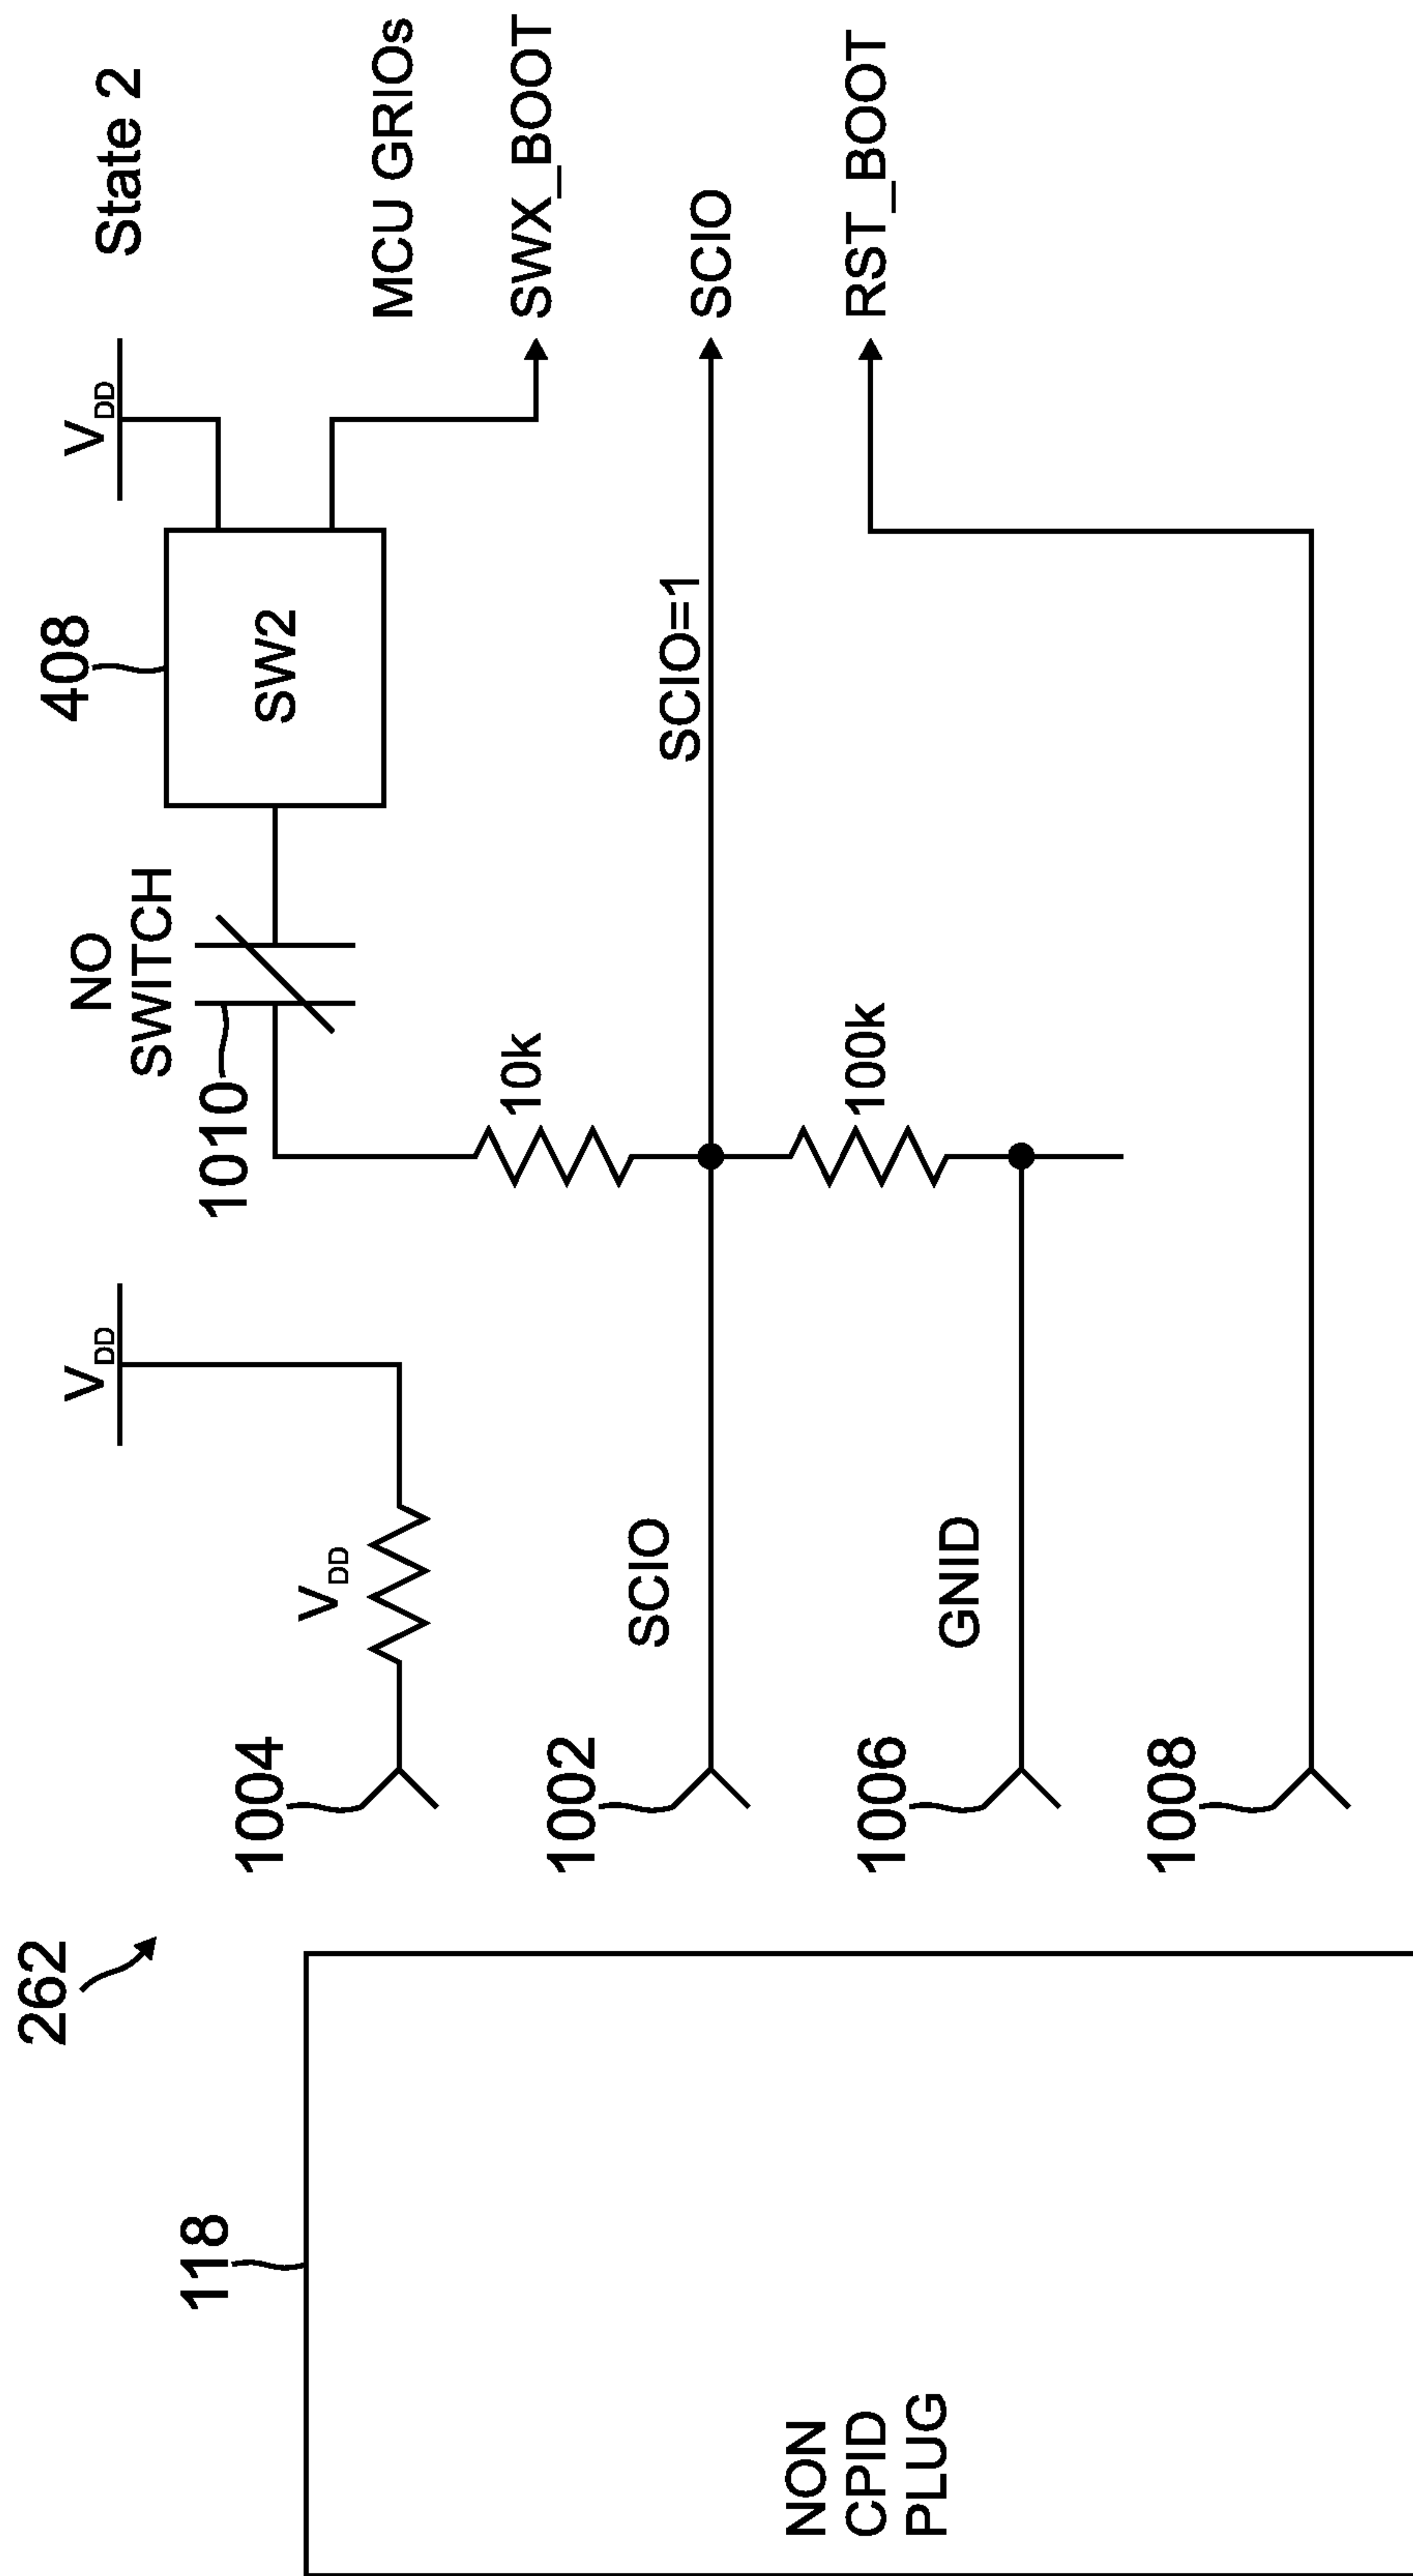 262
State 2
118
NON
CPID
PLUG
1004
VDD
VDD
1002
SCIO
1006
GNID
1008
NO
SWITCH
1010
10k
100k
408
SW2
VDD
SCIO=1
MCU GRIOs
SWX_BOOT
SCIO
RST_BOOT